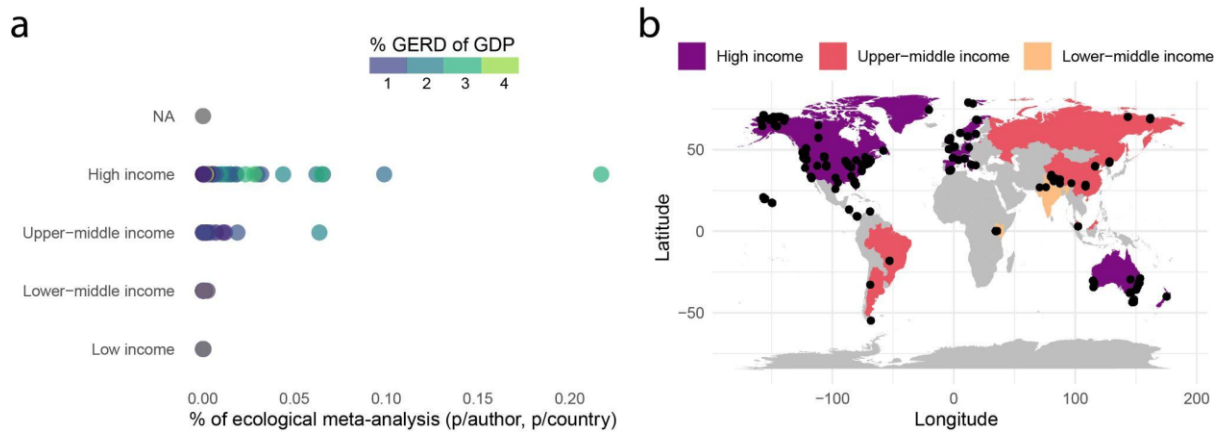 a
% GERD of GDP
1 2 3 4
NA
High income
Upper−middle income
Lower−middle income
Low income
0.00 0.05 0.10 0.15 0.20
% of ecological meta-analysis (p/author, p/country)
b
High income Upper−middle income Lower−middle income
Latitude
50
0
−50
−100 0 100 200
Longitude